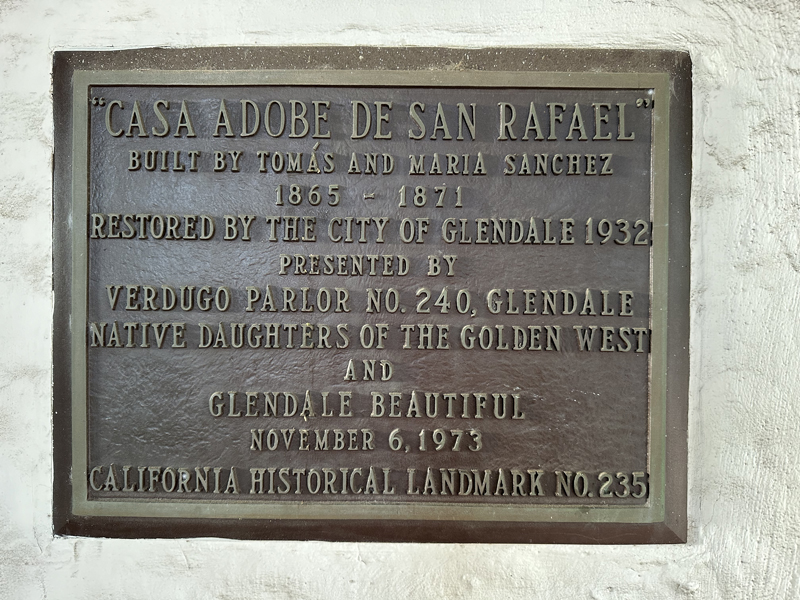 "CASA ADOBE DE SAN RAFAEL"
BUILT BY TOMÁS AND MARIA SANCHEZ
1865 - 1871
RESTORED BY THE CITY OF GLENDALE 1932
PRESENTED BY
VERDUGO PARLOR NO. 240, GLENDALE
NATIVE DAUGHTERS OF THE GOLDEN WEST
AND
GLENDALE BEAUTIFUL
NOVEMBER 6, 1973
CALIFORNIA HISTORICAL LANDMARK NO. 235